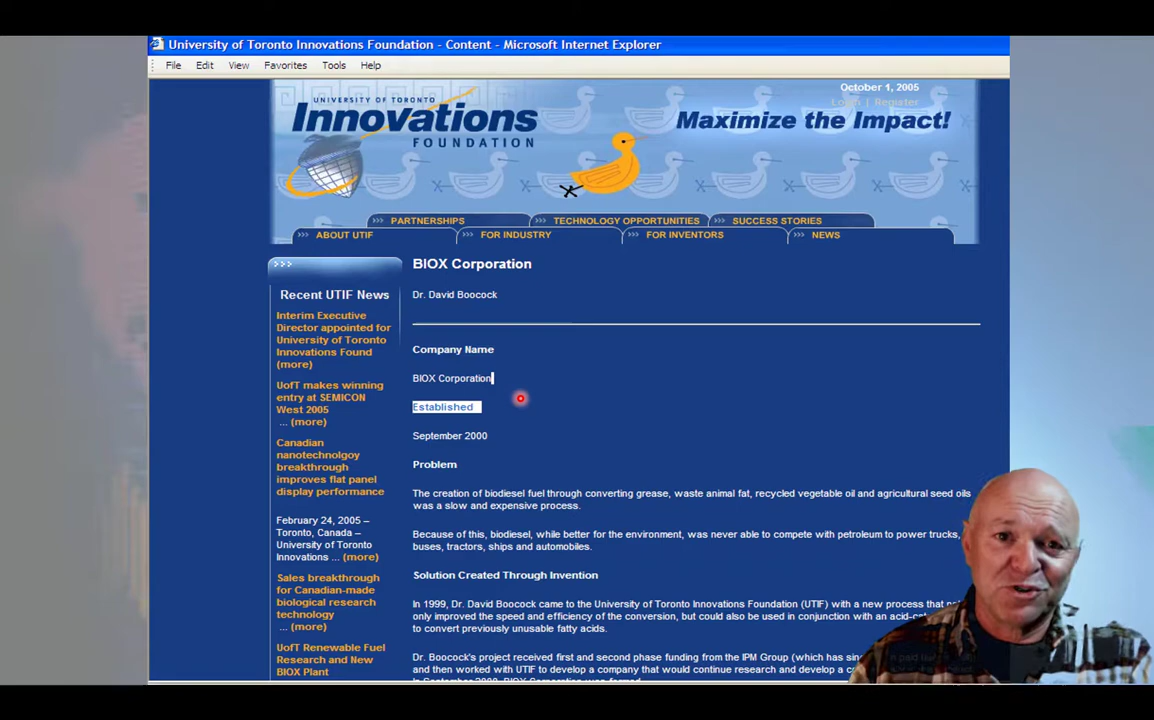 University of Toronto Innovations Foundation - Content - Microsoft Internet Explorer
File Edit View Favorites Tools Help
October 1, 2005
Login | Register
UNIVERSITY OF TORONTO
Innovations
FOUNDATION
Maximize the Impact!
PARTNERSHIPS TECHNOLOGY OPPORTUNITIES SUCCESS STORIES
ABOUT UTIF FOR INDUSTRY FOR INVENTORS NEWS
Recent UTIF News
Interim Executive
Director appointed for
University of Toronto
Innovations Found
(more)
UofT makes winning
entry at SEMICON
West 2005
... (more)
Canadian
nanotechnolgoy
breakthrough
improves flat panel
display performance
February 24, 2005 –
Toronto, Canada –
University of Toronto
Innovations ... (more)
Sales breakthrough
for Canadian-made
biological research
technology
... (more)
UofT Renewable Fuel
Research and New
BIOX Plant
BIOX Corporation
Dr. David Boocock
Company Name
BIOX Corporation
Established
September 2000
Problem
The creation of biodiesel fuel through converting grease, waste animal fat, recycled vegetable oil and agricultural seed oils
was a slow and expensive process.
Because of this, biodiesel, while better for the environment, was never able to compete with petroleum to power trucks,
buses, tractors, ships and automobiles.
Solution Created Through Invention
In 1999, Dr. David Boocock came to the University of Toronto Innovations Foundation (UTIF) with a new process that
only improved the speed and efficiency of the conversion, but could also be used in conjunction with an
to convert previously unusable fatty acids.
Dr. Boocock's project received first and second phase funding from the IPM Group (which has
and then worked with UTIF to develop a company that would continue research and develop a
In September 2000, BIOX Corporation was formed